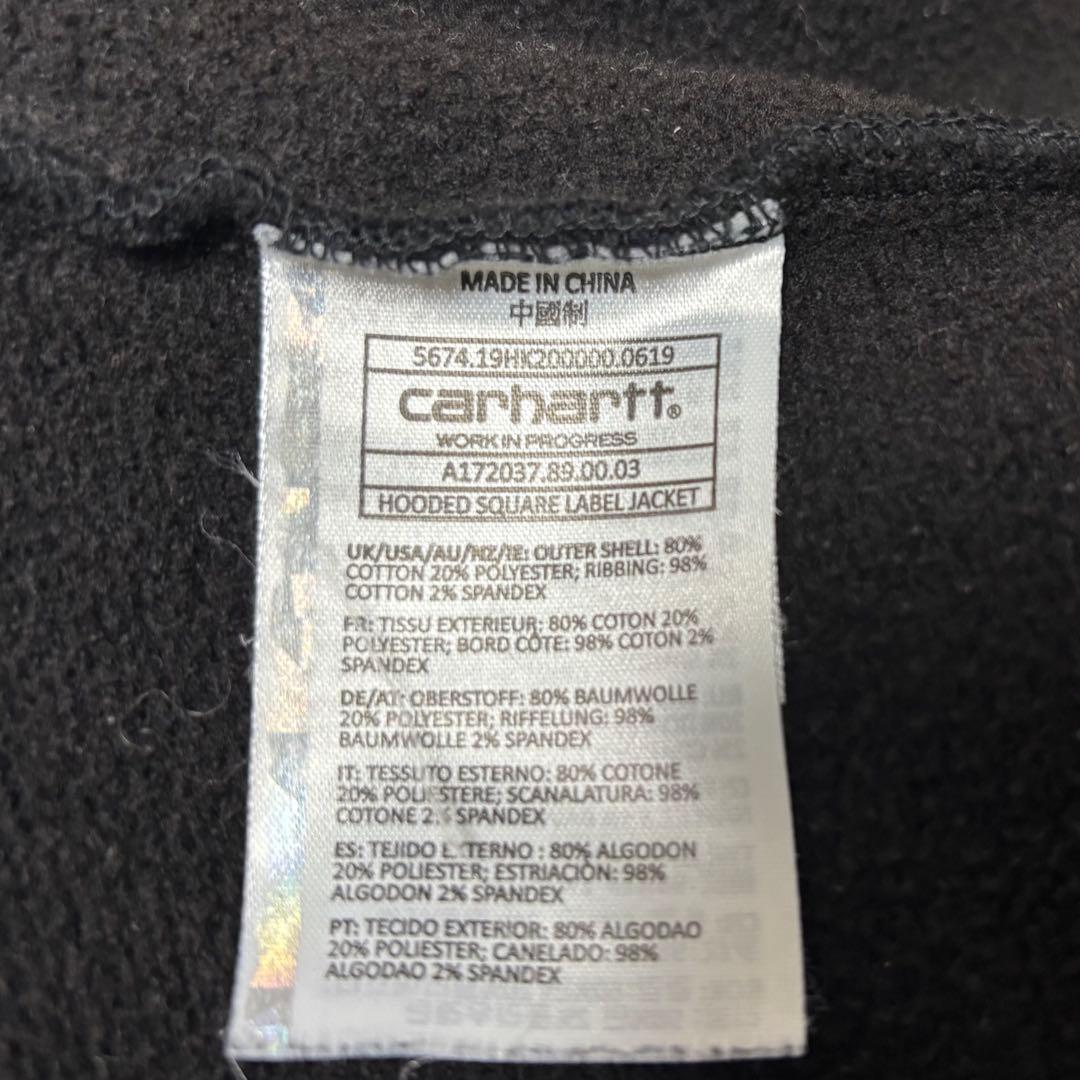 MADE IN CHINA
中國制
5674.19HK200000.0619
carhartt®
WORK IN PROGRESS
A172037.89.00.03
HOODED SQUARE LABEL JACKET
UK/USA/AU/NZ/IE: OUTER SHELL: 80%
COTTON 20% POLYESTER; RIBBING: 98%
COTTON 2% SPANDEX
FR: TISSU EXTERIEUR: 80% COTON 20%
POLYESTER; BORD CÔTE: 98% COTON 2%
SPANDEX
DE/AT: OBERSTOFF: 80% BAUMWOLLE
20% POLYESTER; RIFFELUNG: 98%
BAUMWOLLE 2% SPANDEX
IT: TESSUTO ESTERNO: 80% COTONE
20% POLIESTERE; SCANALATURA: 98%
COTONE SPANDEX
ES: TEJIDO : 80% ALGODON
20% POLIESTER; ESTRIACIÓN: 98%
ALGODON 2% SPANDEX
PT: TECIDO EXTERIOR: 80% ALGODAO
20% POLIESTER; CANELADO: 98%
ALGODAO 2% SPANDEX